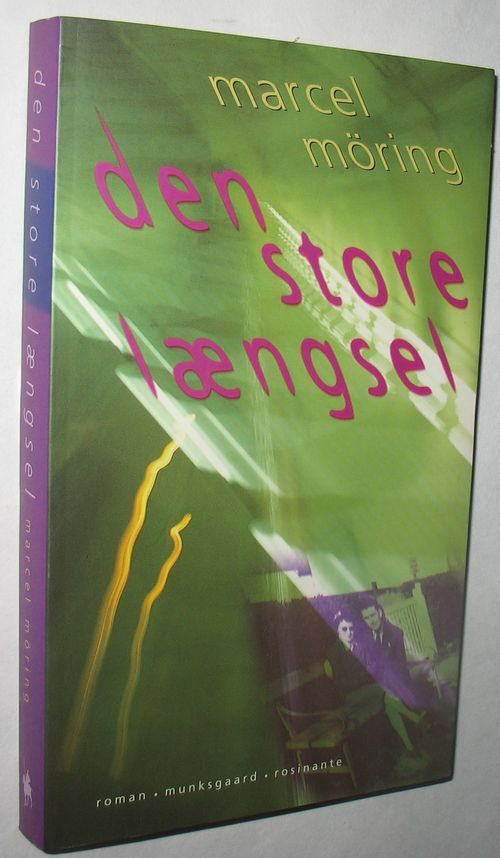 marcel
möring
den
store
længsel
roman • munksgaard • rosinante
den store længsel marcel möring